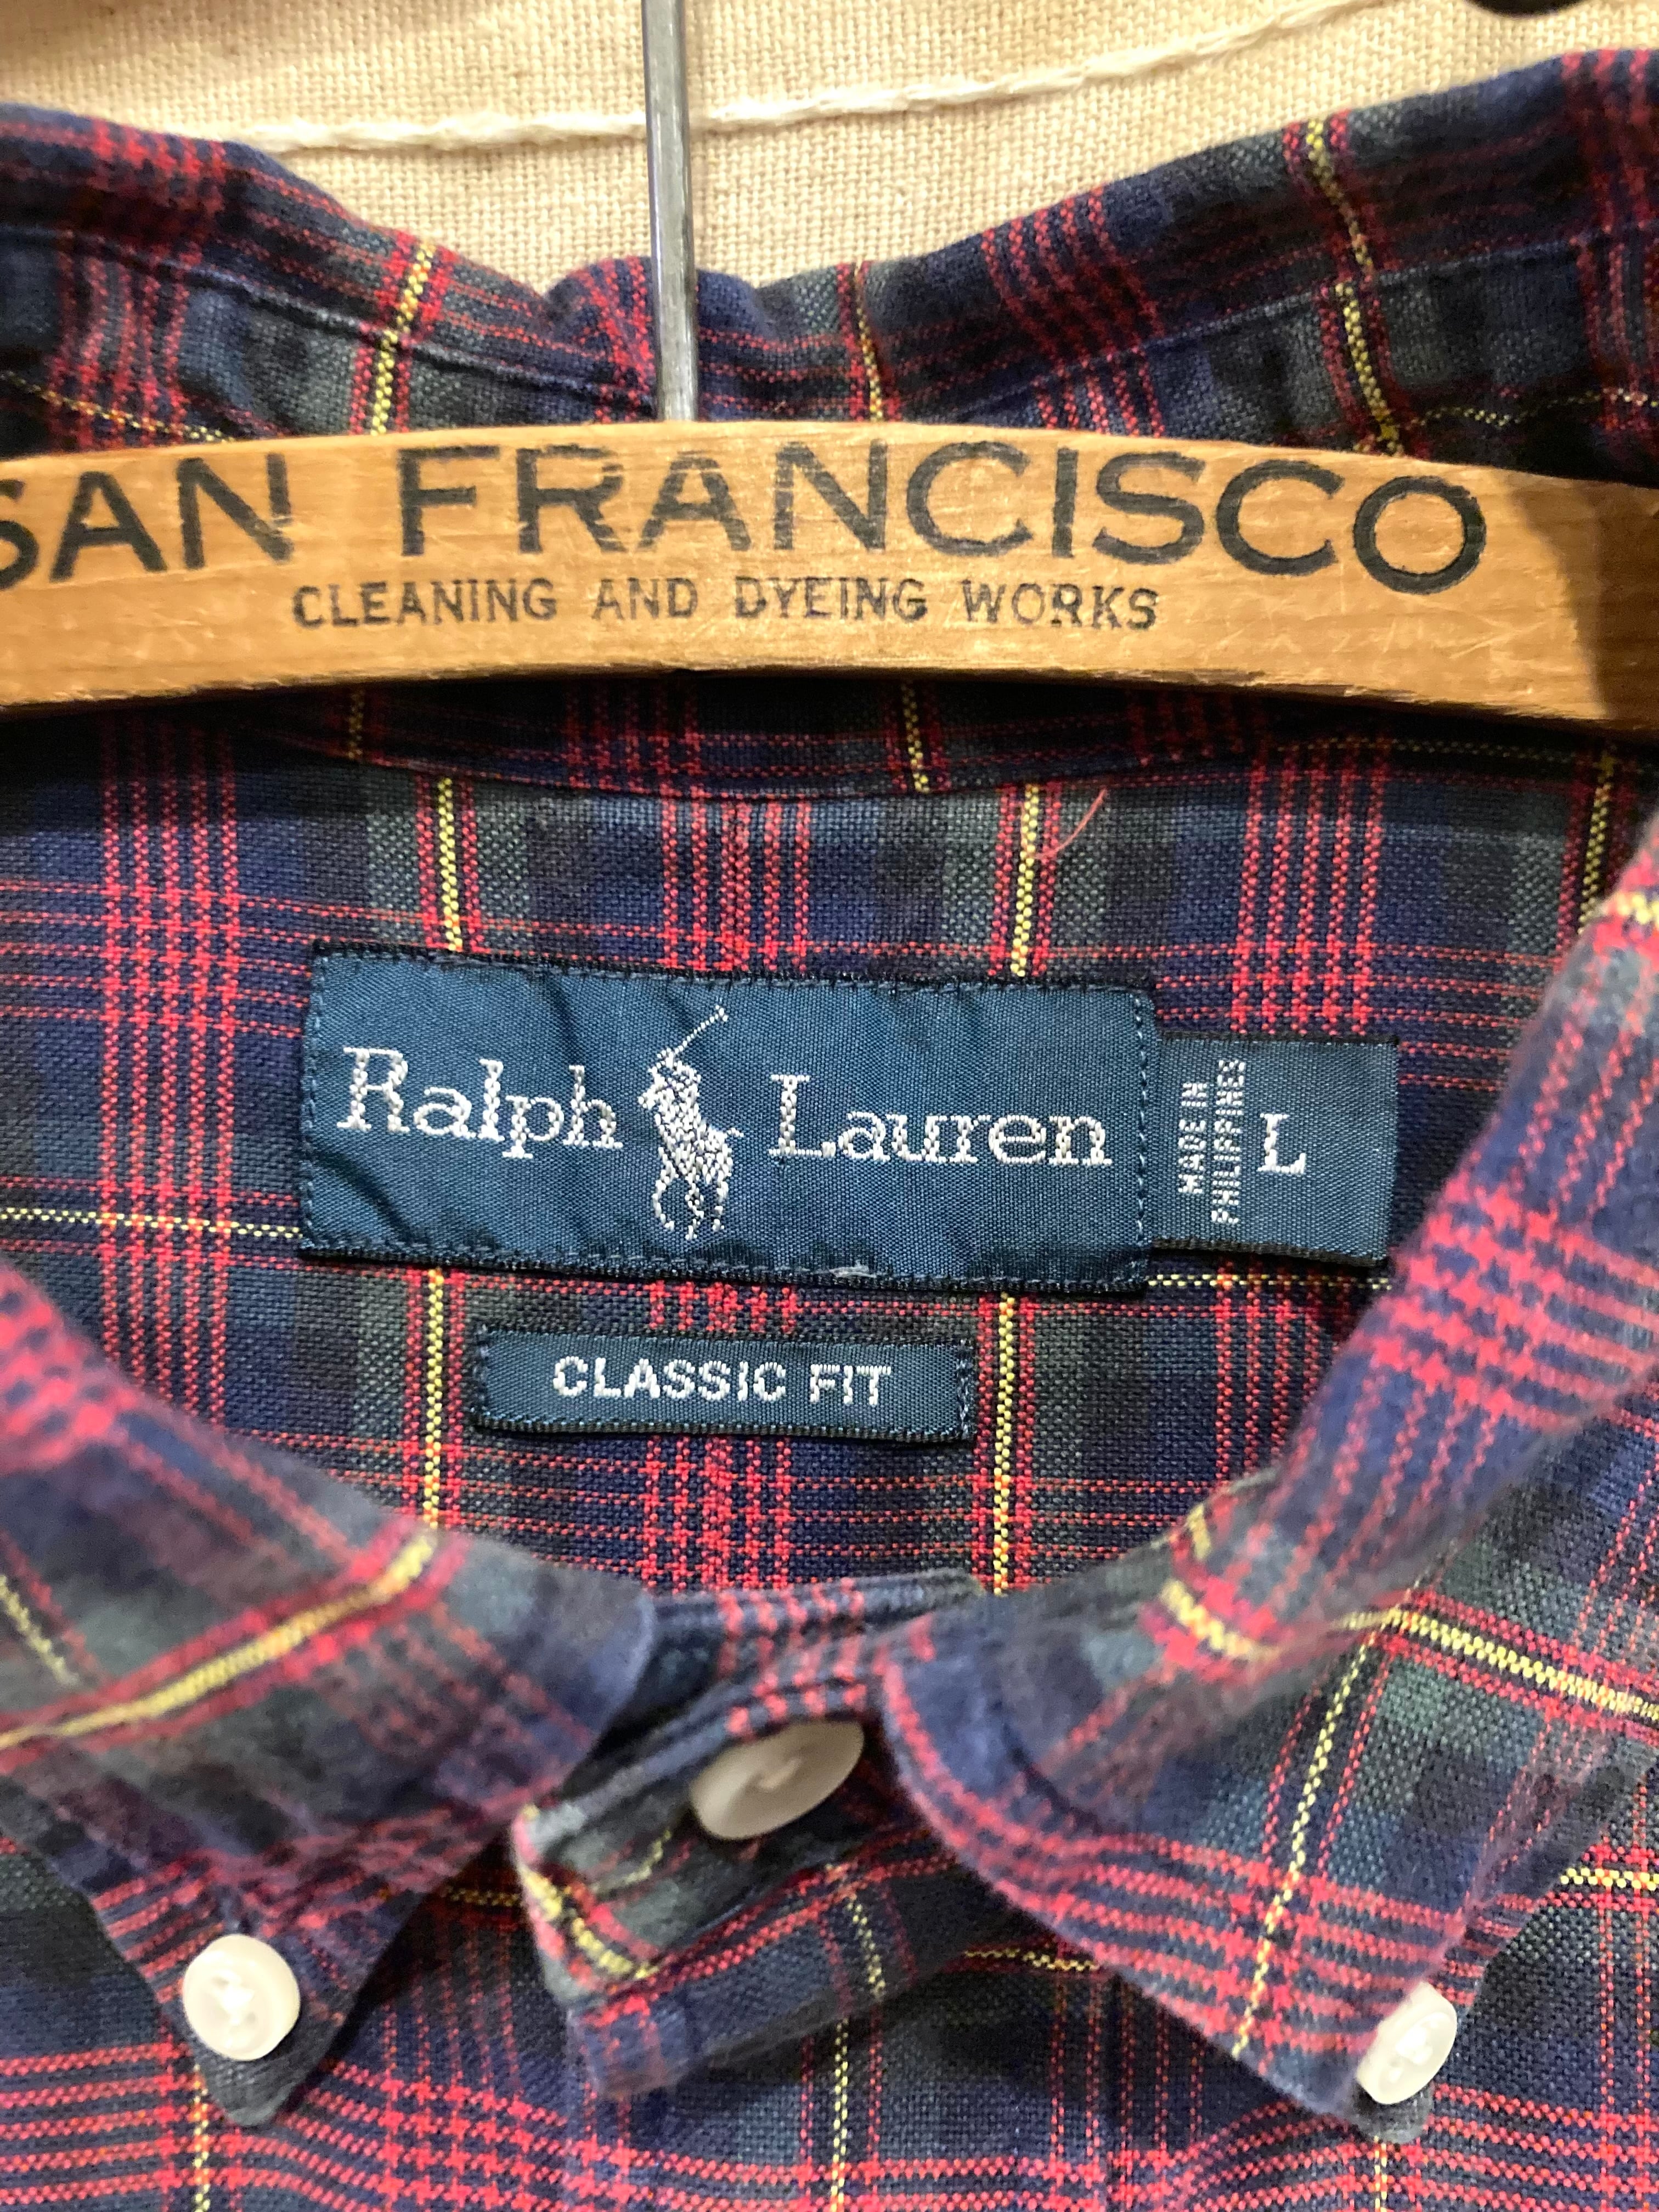 SAN FRANCISCO
CLEANING AND DYEING WORKS
Ralph Lauren
MADE IN
PHILIPPINES
L
CLASSIC FIT